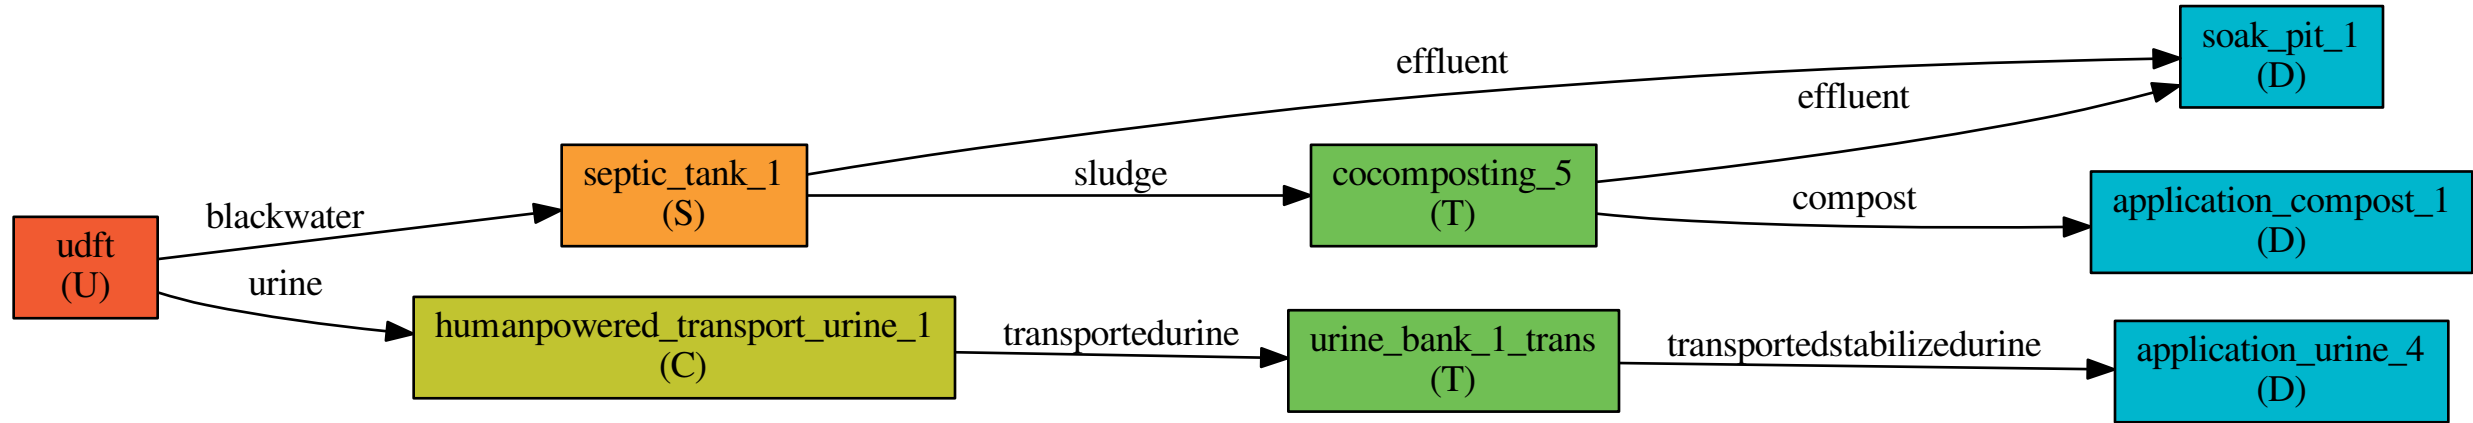 udft
(U)
blackwater
urine
septic_tank_1
(S)
humanpowered_transport_urine_1
(C)
effluent
sludge
transportedurine
cocomposting_5
(T)
urine_bank_1_trans
(T)
effluent
compost
transportedstabilizedurine
soak_pit_1
(D)
application_compost_1
(D)
application_urine_4
(D)